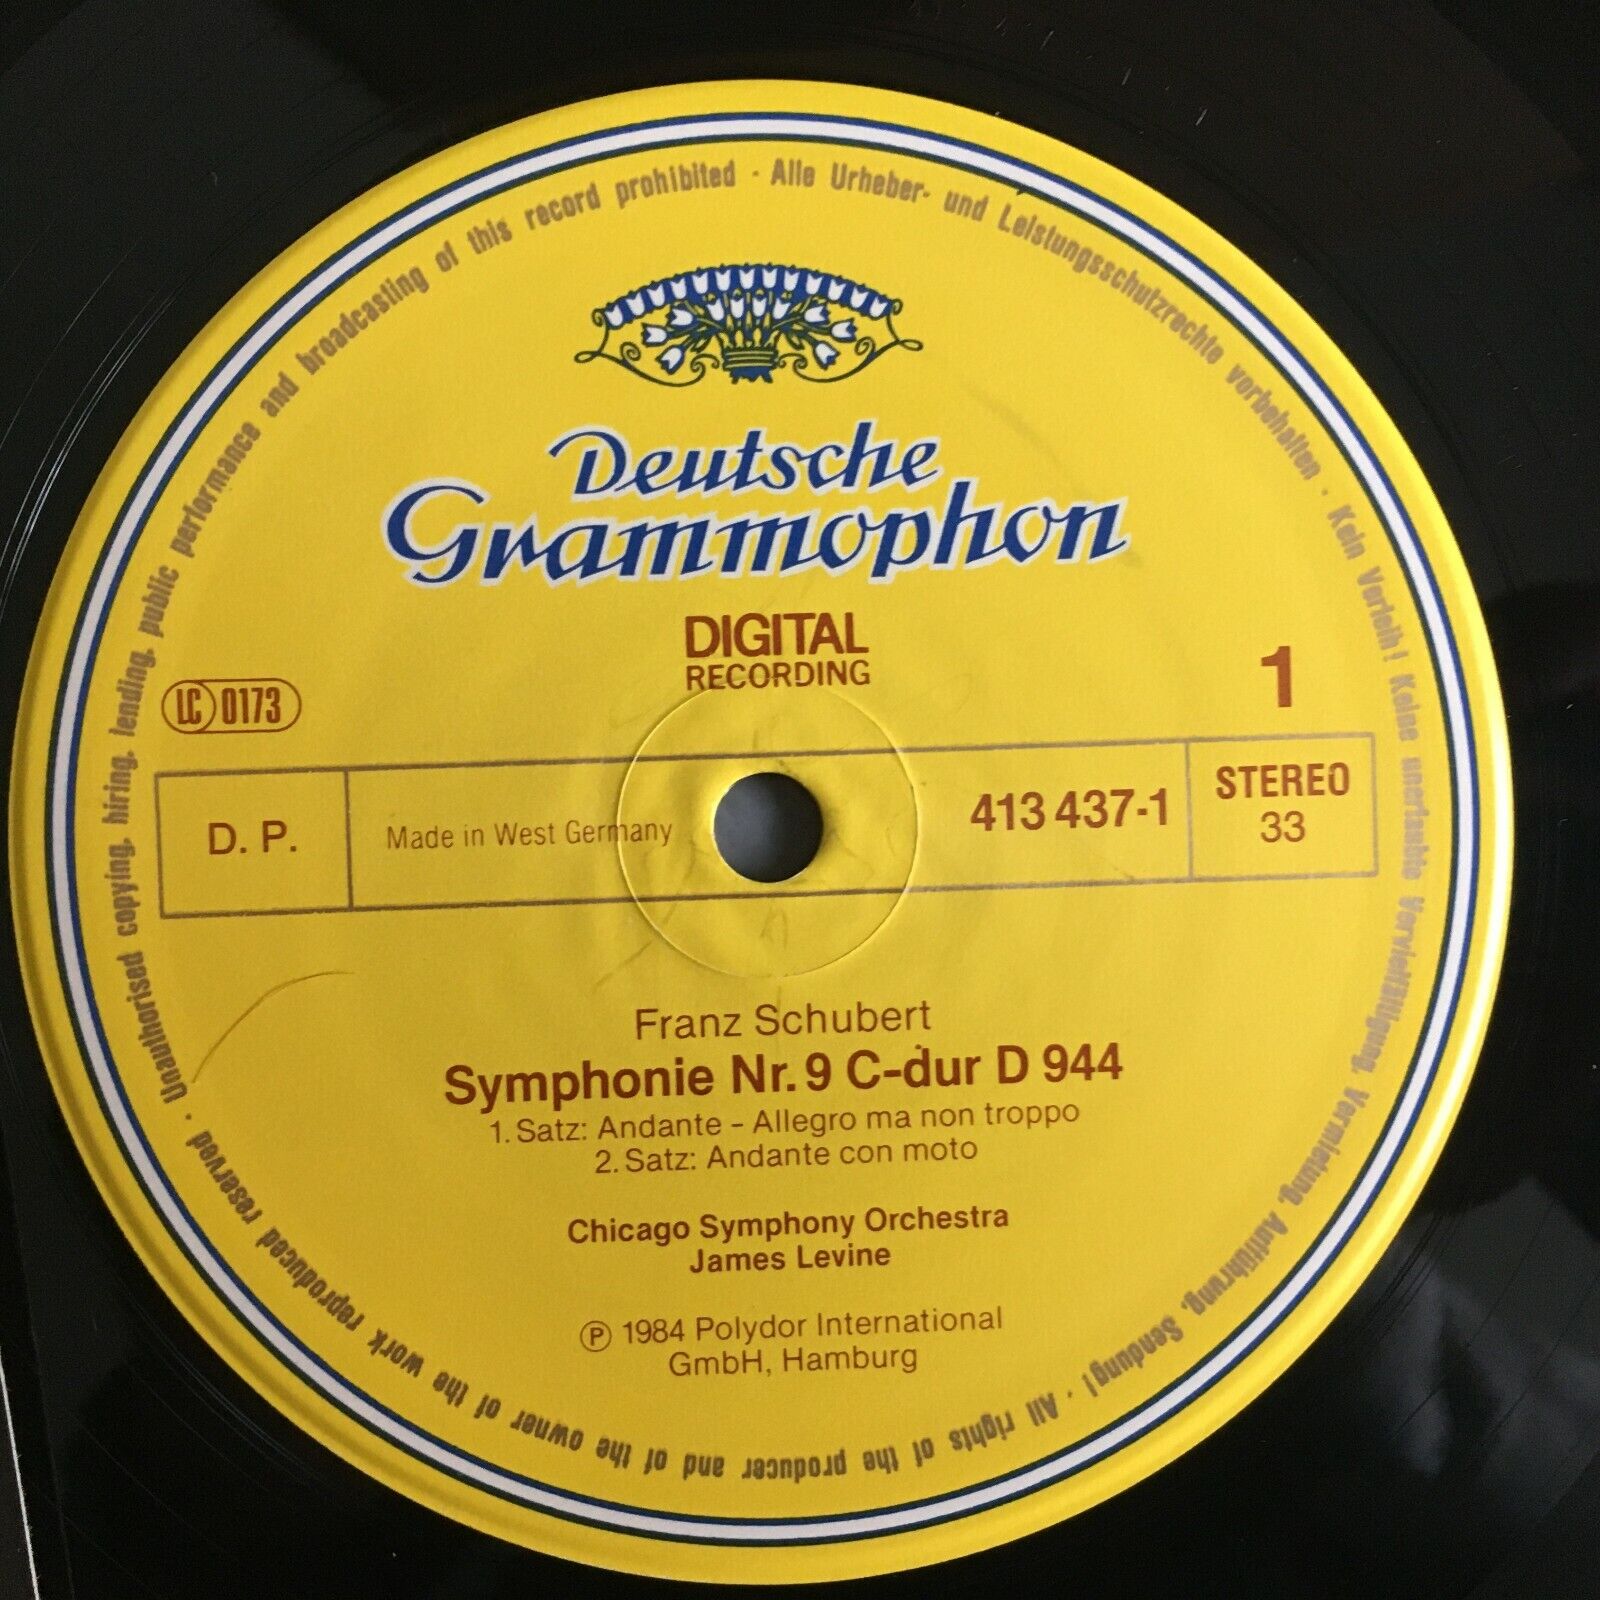 Deutsche
Grammophon
DIGITAL
RECORDING
LC 0173
1
D. P.
Made in West Germany
413 437-1
STEREO
33
Franz Schubert
Symphonie Nr. 9 C-dur D 944
1. Satz: Andante – Allegro ma non troppo
2. Satz: Andante con moto
Chicago Symphony Orchestra
James Levine
℗ 1984 Polydor International
GmbH, Hamburg
Alle Urheber- und Leistungsschutzrechte vorbehalten · Kein Verleih! Keine unerlaubte Vervielfältigung, Vermietung, Aufführung, Sendung! · All rights of the producer and of the owner of the work reproduced reserved · Unauthorised copying, hiring, lending, public performance and broadcasting of this record prohibited ·